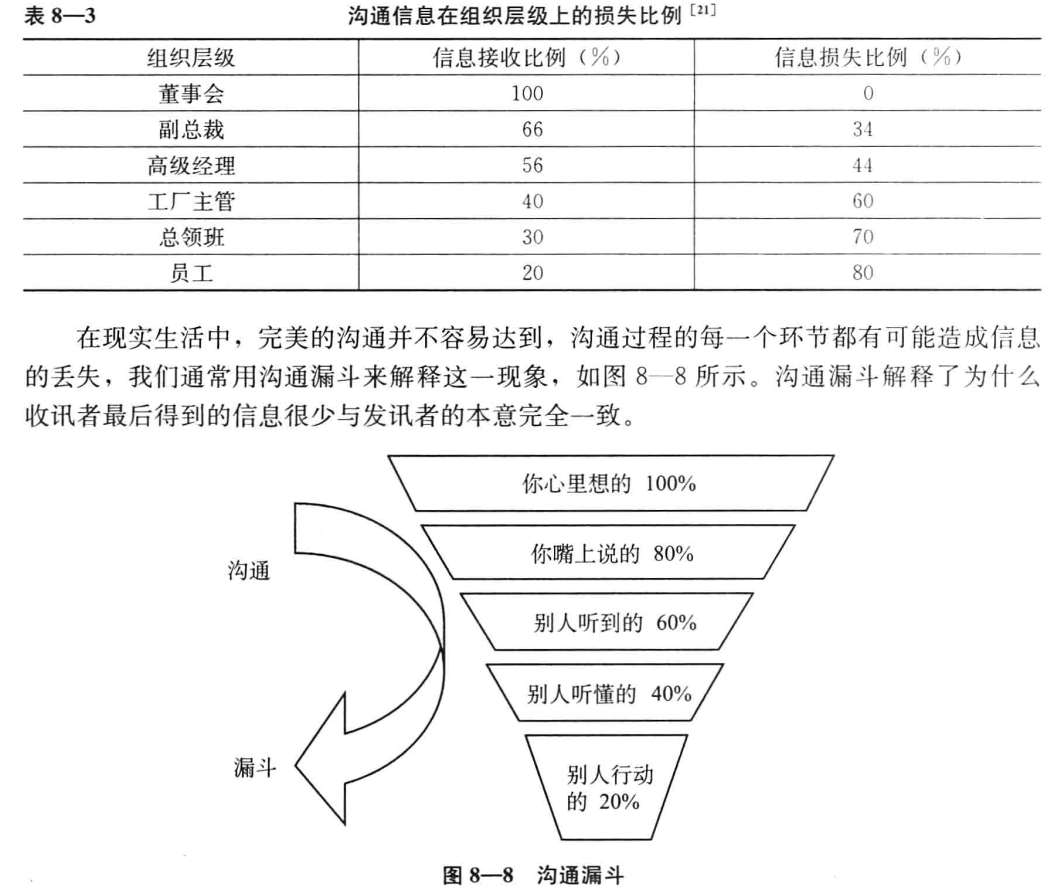 表 8—3 沟通信息在组织层级上的损失比例[21]
组织层级 信息接收比例（%） 信息损失比例（%）
董事会 100 0
副总裁 66 34
高级经理 56 44
工厂主管 40 60
总领班 30 70
员工 20 80
在现实生活中，完美的沟通并不容易达到，沟通过程的每一个环节都有可能造成信息
的丢失，我们通常用沟通漏斗来解释这一现象，如图 8—8 所示。沟通漏斗解释了为什么
收讯者最后得到的信息很少与发讯者的本意完全一致。
你心里想的 100%
你嘴上说的 80%
沟通
别人听到的 60%
别人听懂的 40%
漏斗
别人行动
的 20%
图 8—8 沟通漏斗